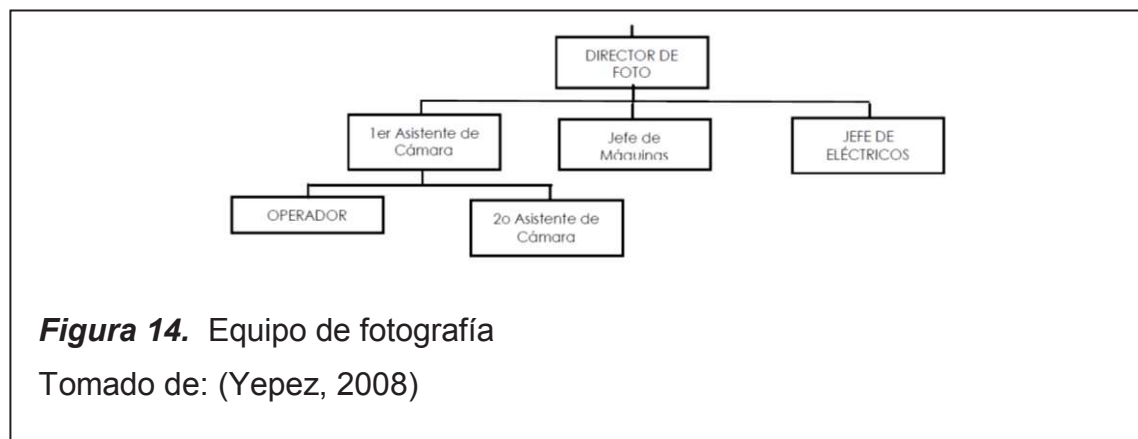 DIRECTOR DE
FOTO
1er Asistente de
Cámara
Jefe de
Máquinas
JEFE DE
ELÉCTRICOS
OPERADOR
2o Asistente de
Cámara
Figura 14. Equipo de fotografía
Tomado de: (Yepez, 2008)